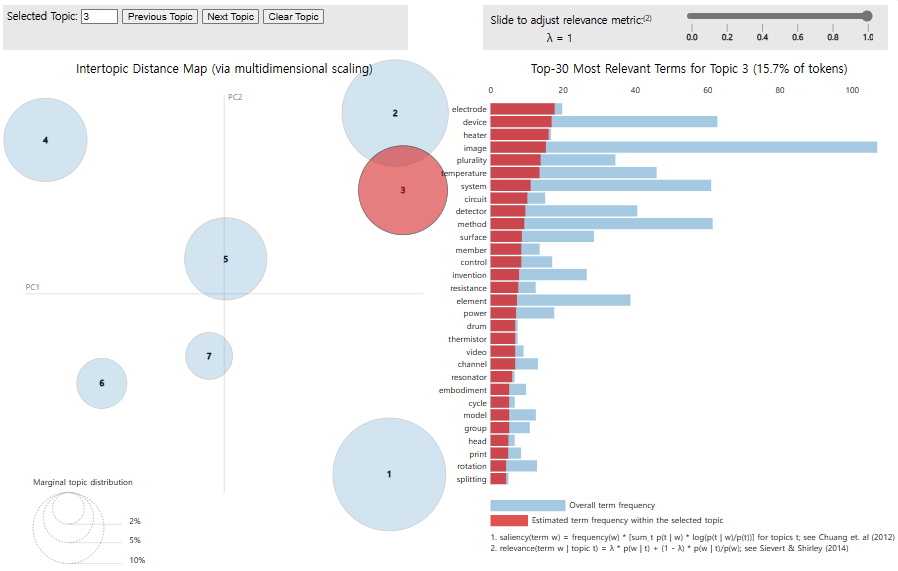 Selected Topic: 3 Previous Topic Next Topic Clear Topic
Slide to adjust relevance metric:(2)
λ = 1
0.0 0.2 0.4 0.6 0.8 1.0
Intertopic Distance Map (via multidimensional scaling)
PC2
PC1
4
2
3
5
7
6
1
Marginal topic distribution
2%
5%
10%
Top-30 Most Relevant Terms for Topic 3 (15.7% of tokens)
0 20 40 60 80 100
electrode
device
heater
image
plurality
temperature
system
circuit
detector
method
surface
member
control
invention
resistance
element
power
drum
thermistor
video
channel
resonator
embodiment
cycle
model
group
head
print
rotation
splitting
Overall term frequency
Estimated term frequency within the selected topic
1. saliency(term w) = frequency(w) * [sum_t p(t | w) * log(p(t | w)/p(t))] for topics t; see Chuang et. al (2012)
2. relevance(term w | topic t) = λ * p(w | t) + (1 - λ) * p(w | t)/p(w); see Sievert & Shirley (2014)